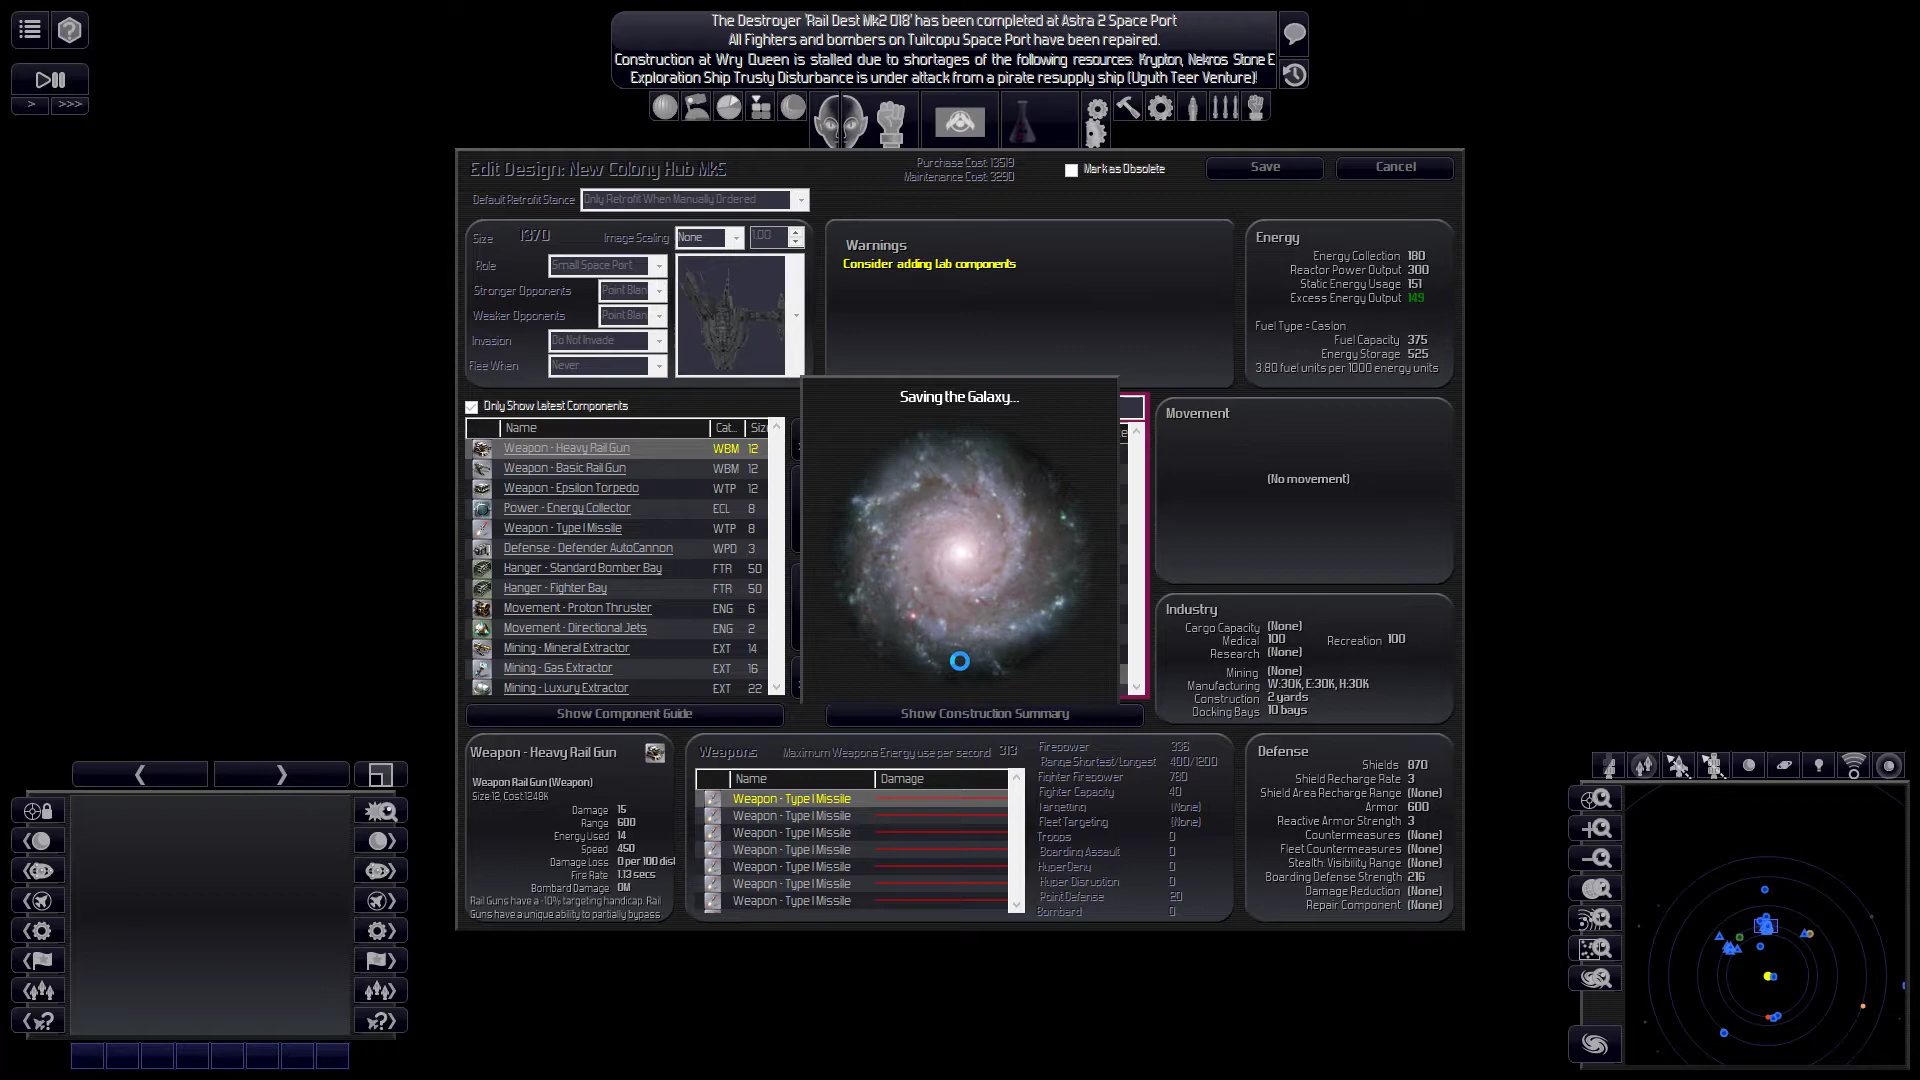 The Destroyer 'Rail Dest Mk2 018' has been completed at Astra 2 Space Port
All Fighters and bombers on Tuilcopu Space Port have been repaired.
Construction at Wry Queen is stalled due to shortages of the following resources: Krypton, Nekros Stone E
Exploration Ship Trusty Disturbance is under attack from a pirate resupply ship (Uguth Teer Venture)!
> >>>
Edit Design: New Colony Hub Mk5
Purchase Cost 13519
Maintenance Cost 3290
Mark as Obsolete
Save
Cancel
Default Retrofit Stance Only Retrofit When Manually Ordered
Size 1370 Image Scaling None 1.00
Role Small Space Port
Stronger Opponents Point Blan
Weaker Opponents Point Blan
Invasion Do Not Invade
Flee When Never
Warnings
Consider adding Lab components
Energy
Energy Collection 180
Reactor Power Output 300
Static Energy Usage 151
Excess Energy Output 149
Fuel Type = Caslon
Fuel Capacity 375
Energy Storage 525
3.80 fuel units per 1000 energy units
Only Show Latest Components
Name Cat... Siz
Weapon - Heavy Rail Gun WBM 12
Weapon - Basic Rail Gun WBM 12
Weapon - Epsilon Torpedo WTP 12
Power - Energy Collector ECL 8
Weapon - Type I Missile WTP 8
Defense - Defender AutoCannon WPD 3
Hanger - Standard Bomber Bay FTR 50
Hanger - Fighter Bay FTR 50
Movement - Proton Thruster ENG 6
Movement - Directional Jets ENG 2
Mining - Mineral Extractor EXT 14
Mining - Gas Extractor EXT 16
Mining - Luxury Extractor EXT 22
Saving the Galaxy...
Movement
(No movement)
Industry
Cargo Capacity (None)
Medical 100 Recreation 100
Research (None)
Mining (None)
Manufacturing W:30K, E:30K, H:30K
Construction 2 yards
Docking Bays 10 bays
Show Component Guide
Show Construction Summary
Weapon - Heavy Rail Gun
Weapon Rail Gun (Weapon)
Size 12, Cost 1248K
Damage 15
Range 600
Energy Used 14
Speed 450
Damage Loss 0 per 100 dist
Fire Rate 1.13 secs
Bombard Damage 0M
Rail Guns have a -10% targeting handicap. Rail
Guns have a unique ability to partially bypass
Weapons Maximum Weapons Energy use per second 313
Name Damage
Weapon - Type I Missile
Weapon - Type I Missile
Weapon - Type I Missile
Weapon - Type I Missile
Weapon - Type I Missile
Weapon - Type I Missile
Weapon - Type I Missile
Firepower 336
Range Shortest/Longest 400/1200
Fighter Firepower 780
Fighter Capacity 40
Targetting (None)
Fleet Targeting (None)
Troops 0
Boarding Assault 0
HyperDeny 0
Hyper Disruption 0
Point Defense 20
Bombard 0
Defense
Shields 870
Shield Recharge Rate 3
Shield Area Recharge Range (None)
Armor 600
Reactive Armor Strength 3
Countermeasures (None)
Fleet Countermeasures (None)
Stealth: Visibility Range (None)
Boarding Defense Strength 216
Damage Reduction (None)
Repair Component (None)